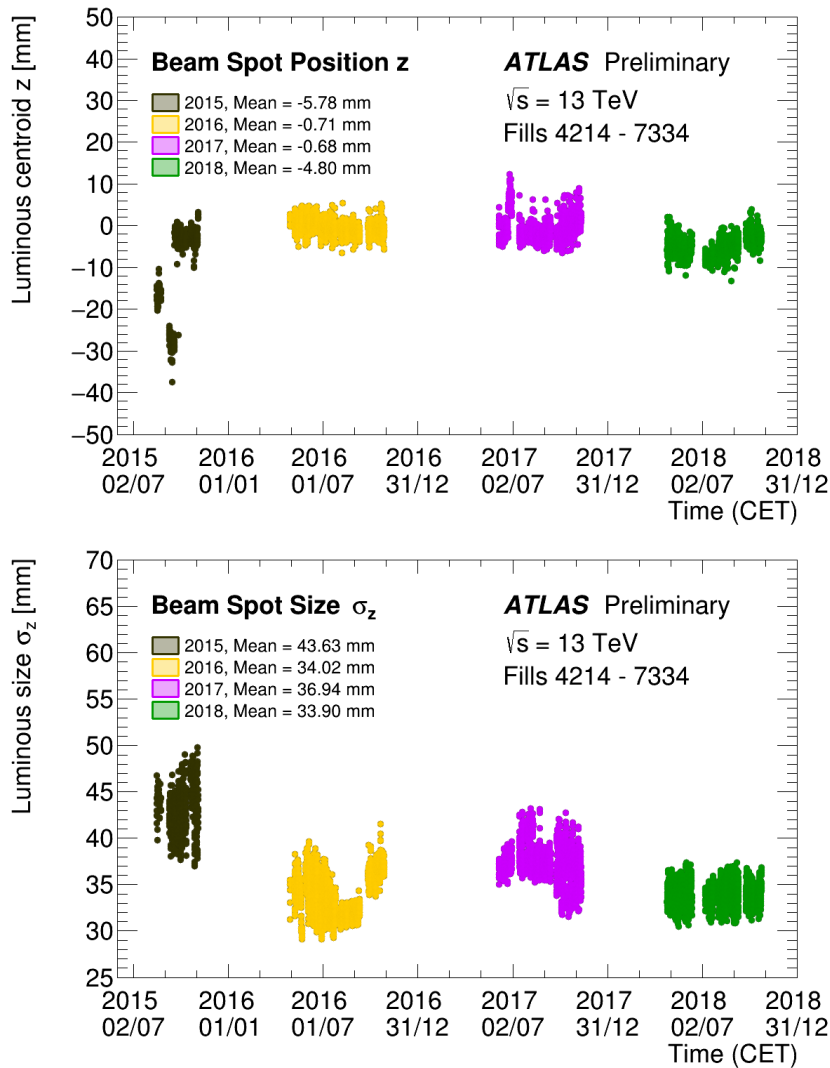 Luminous centroid z [mm]
50
40
30
20
10
0
−10
−20
−30
−40
−50
Beam Spot Position z
2015, Mean = -5.78 mm
2016, Mean = -0.71 mm
2017, Mean = -0.68 mm
2018, Mean = -4.80 mm
ATLAS Preliminary
√s = 13 TeV
Fills 4214 - 7334
2015 2016 2016 2016 2017 2017 2018 2018
02/07 01/01 01/07 31/12 02/07 31/12 02/07 31/12
Time (CET)
Luminous size σz [mm]
70
65
60
55
50
45
40
35
30
25
Beam Spot Size σz
2015, Mean = 43.63 mm
2016, Mean = 34.02 mm
2017, Mean = 36.94 mm
2018, Mean = 33.90 mm
ATLAS Preliminary
√s = 13 TeV
Fills 4214 - 7334
2015 2016 2016 2016 2017 2017 2018 2018
02/07 01/01 01/07 31/12 02/07 31/12 02/07 31/12
Time (CET)